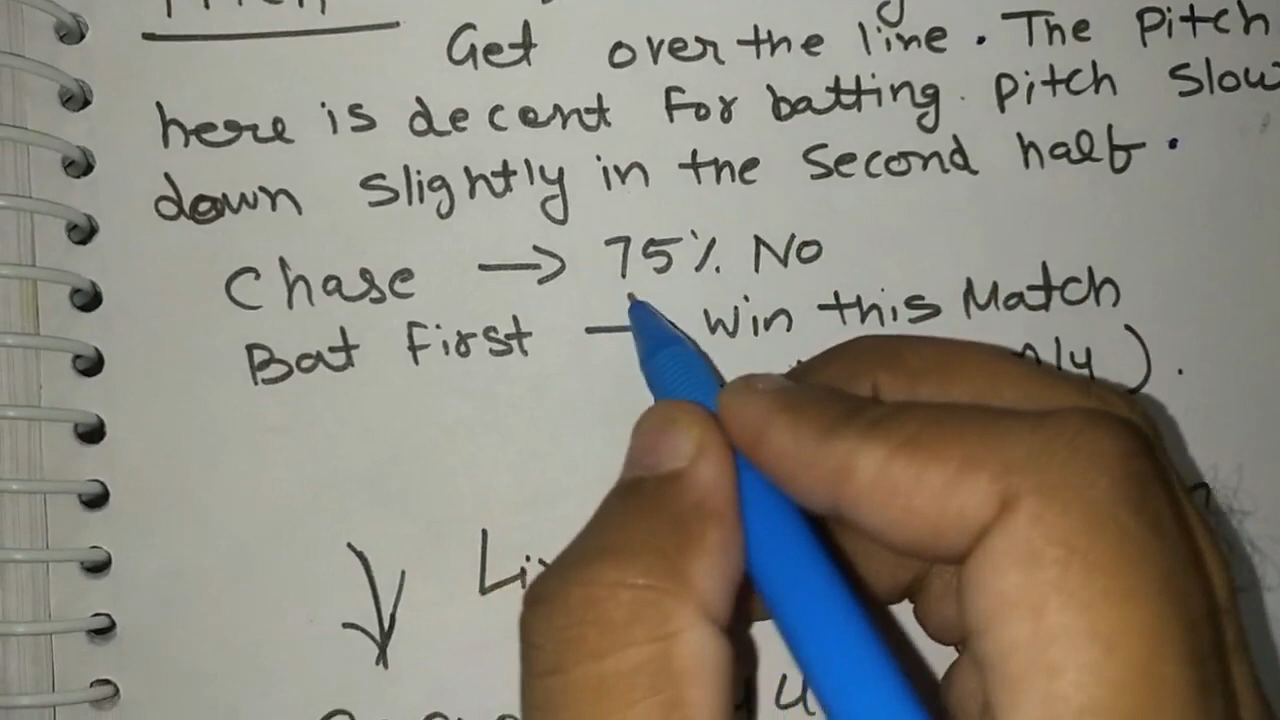 Get over the line. The Pitch
here is decent for batting. Pitch Slow
down slightly in the Second half.
Chase → 75% No
Bat First — Win this Match